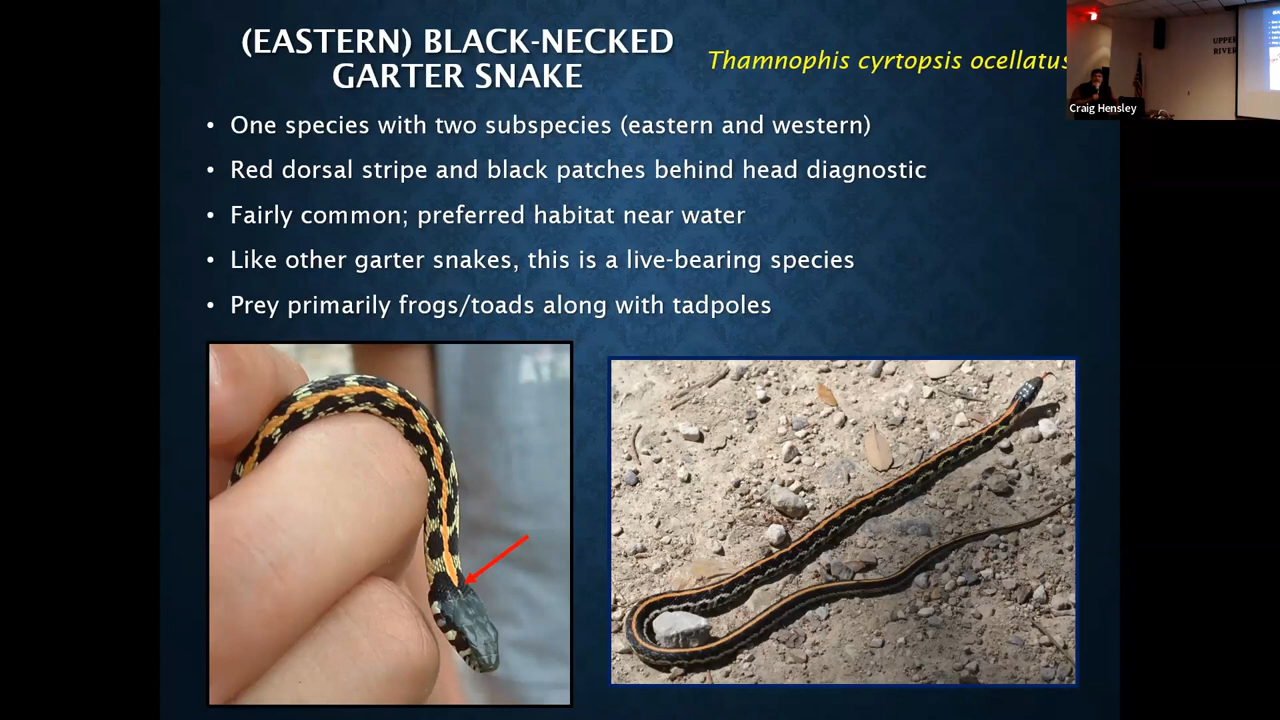 (EASTERN) BLACK-NECKED
GARTER SNAKE
Thamnophis cyrtopsis ocellatus
• One species with two subspecies (eastern and western)
• Red dorsal stripe and black patches behind head diagnostic
• Fairly common; preferred habitat near water
• Like other garter snakes, this is a live-bearing species
• Prey primarily frogs/toads along with tadpoles
UPPER
RIVER
Craig Hensley